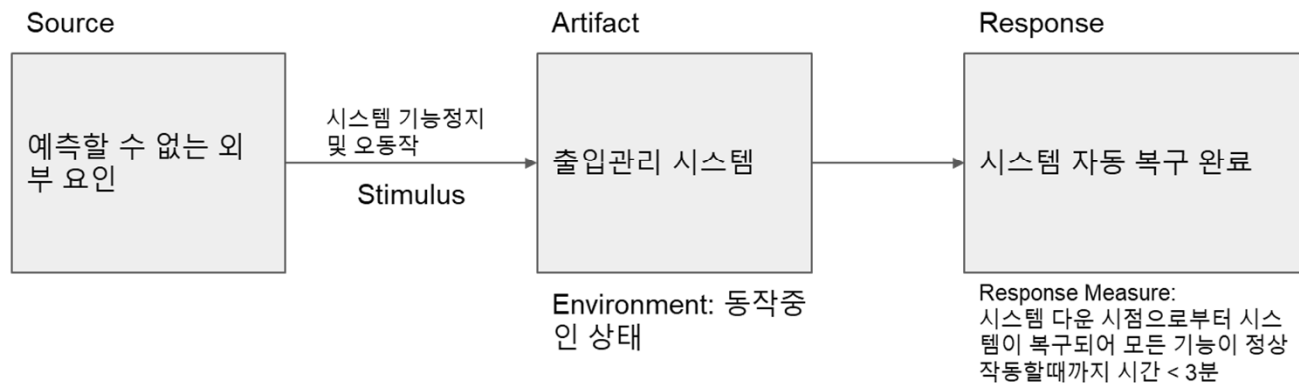 Source
예측할 수 없는 외
부 요인
시스템 기능정지
및 오동작
Stimulus
Artifact
출입관리 시스템
Environment: 동작중
인 상태
Response
시스템 자동 복구 완료
Response Measure:
시스템 다운 시점으로부터 시스
템이 복구되어 모든 기능이 정상
작동할때까지 시간 < 3분